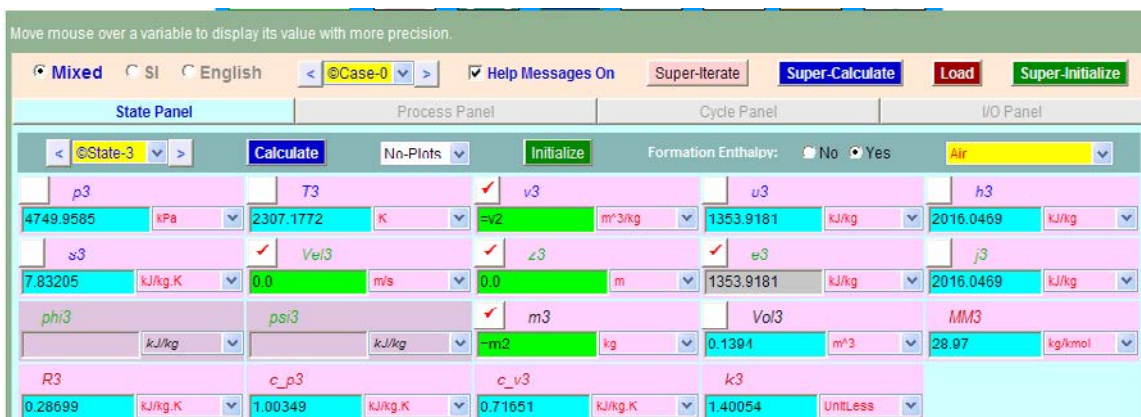 Move mouse over a variable to display its value with more precision.
Mixed SI English < ©Case-0 > Help Messages On Super-Iterate Super-Calculate Load Super-Initialize
State Panel Process Panel Cycle Panel I/O Panel
< ©State-3 > Calculate No-Plots Initialize Formation Enthalpy: No Yes Air
p3 T3 v3 u3 h3
4749.9585 kPa 2307.1772 K =v2 m^3/kg 1353.9181 kJ/kg 2016.0469 kJ/kg
s3 Vel3 z3 e3 j3
7.83205 kJ/kg.K 0.0 m/s 0.0 m 1353.9181 kJ/kg 2016.0469 kJ/kg
phi3 psi3 m3 Vol3 MM3
kJ/kg kJ/kg =m2 kg 0.1394 m^3 28.97 kg/kmol
R3 c_p3 c_v3 k3
0.28699 kJ/kg.K 1.00349 kJ/kg.K 0.71651 kJ/kg.K 1.40054 UnitLess